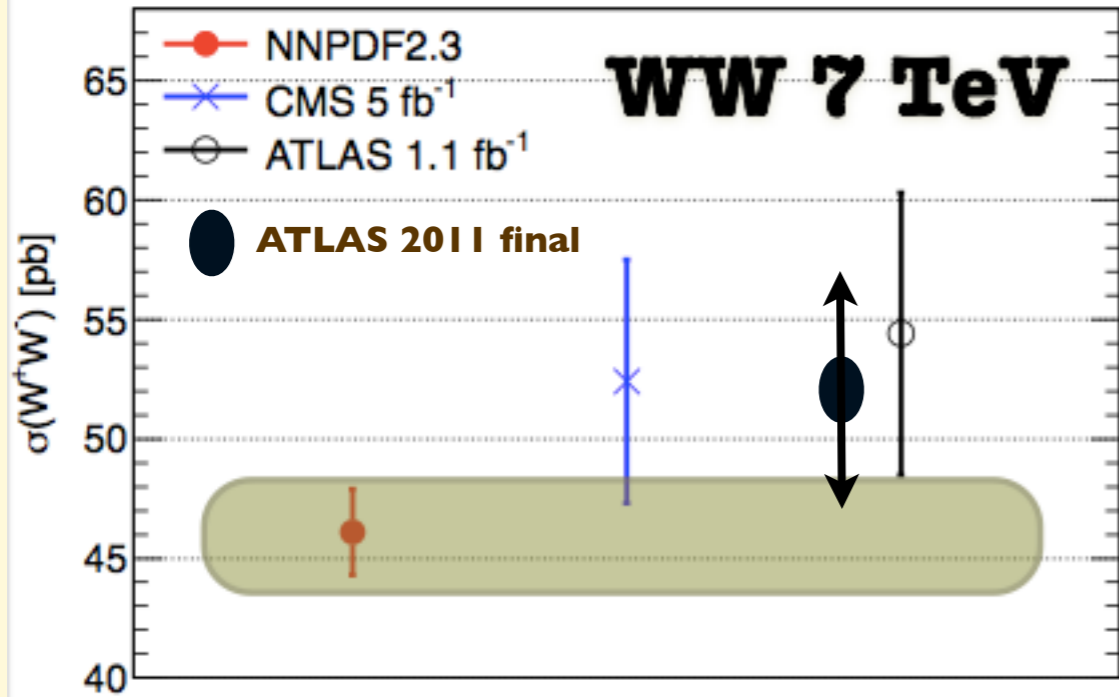 NNPDF2.3
CMS 5 fb⁻¹
ATLAS 1.1 fb⁻¹
ATLAS 2011 final
WW 7 TeV
σ(W⁺W⁻) [pb]
65
60
55
50
45
40